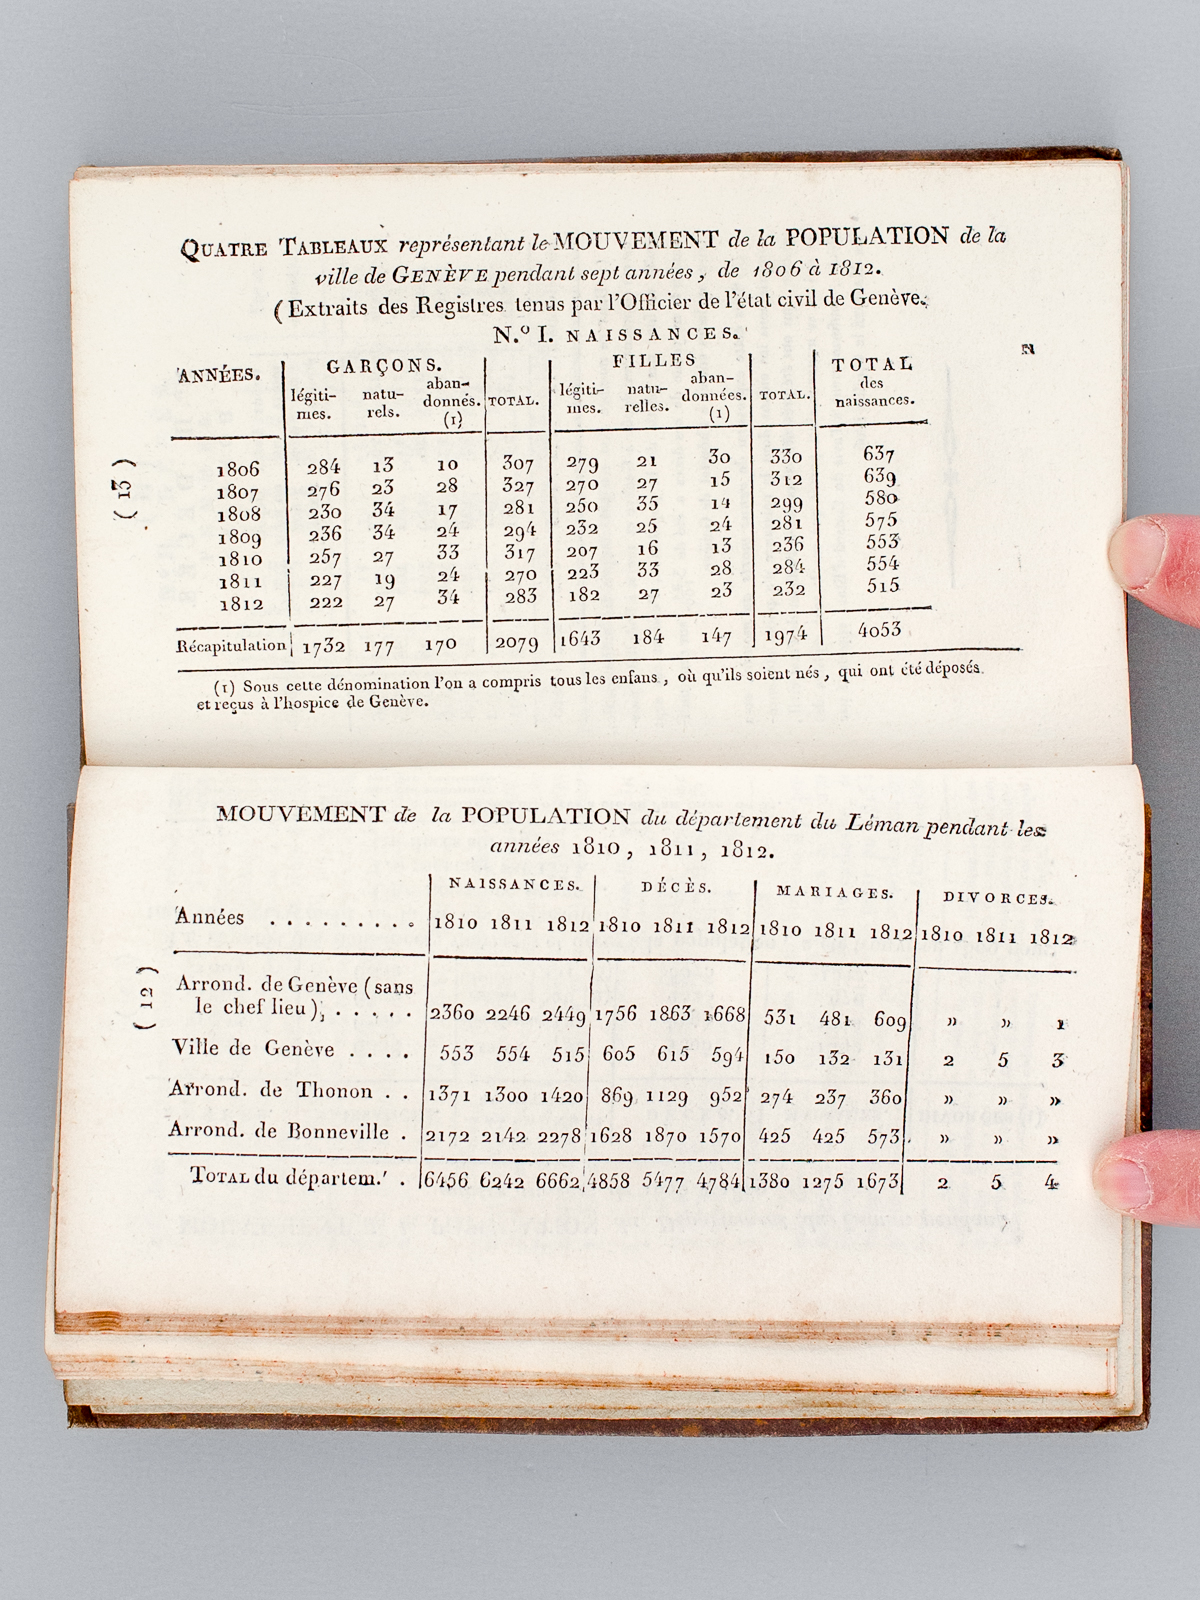 QUATRE TABLEAUX représentant le MOUVEMENT de la POPULATION de la
ville de GENÈVE pendant sept années, de 1806 à 1812.
(Extraits des Registres tenus par l'Officier de l'état civil de Genève.
N.º I. NAISSANCES.
ANNÉES. GARÇONS. TOTAL. FILLES TOTAL. TOTAL des naissances.
légiti-mes. natu-rels. aban-donnés. (1) légiti-mes. natu-relles. aban-données. (1)
1806 284 13 10 307 279 21 30 330 637
1807 276 23 28 327 270 27 15 312 639
1808 230 34 17 281 250 35 14 299 580
1809 236 34 24 294 232 25 24 281 575
1810 257 27 33 317 207 16 13 236 553
1811 227 19 24 270 223 33 28 284 554
1812 222 27 34 283 182 27 23 232 515
Récapitulation 1732 177 170 2079 1643 184 147 1974 4053
(1) Sous cette dénomination l'on a compris tous les enfans, où qu'ils soient nés, qui ont été déposés
et reçus à l'hospice de Genève.
(13)
MOUVEMENT de la POPULATION du département du Léman pendant les
années 1810, 1811, 1812.
NAISSANCES. DÉCÈS. MARIAGES. DIVORCES.
Années . . . . . . . . . 1810 1811 1812 1810 1811 1812 1810 1811 1812 1810 1811 1812
Arrond. de Genève (sans
le chef lieu), . . . . . 2360 2246 2449 1756 1863 1668 531 481 609 » » 1
Ville de Genève . . . . 553 554 515 605 615 594 150 132 131 2 5 3
Arrond. de Thonon . . 1371 1300 1420 869 1129 952 274 237 360 » » »
Arrond. de Bonneville . 2172 2142 2278 1628 1870 1570 425 425 573 » » »
TOTAL du départem.t . 6456 6242 6662 4858 5477 4784 1380 1275 1673 2 5 4
(12)